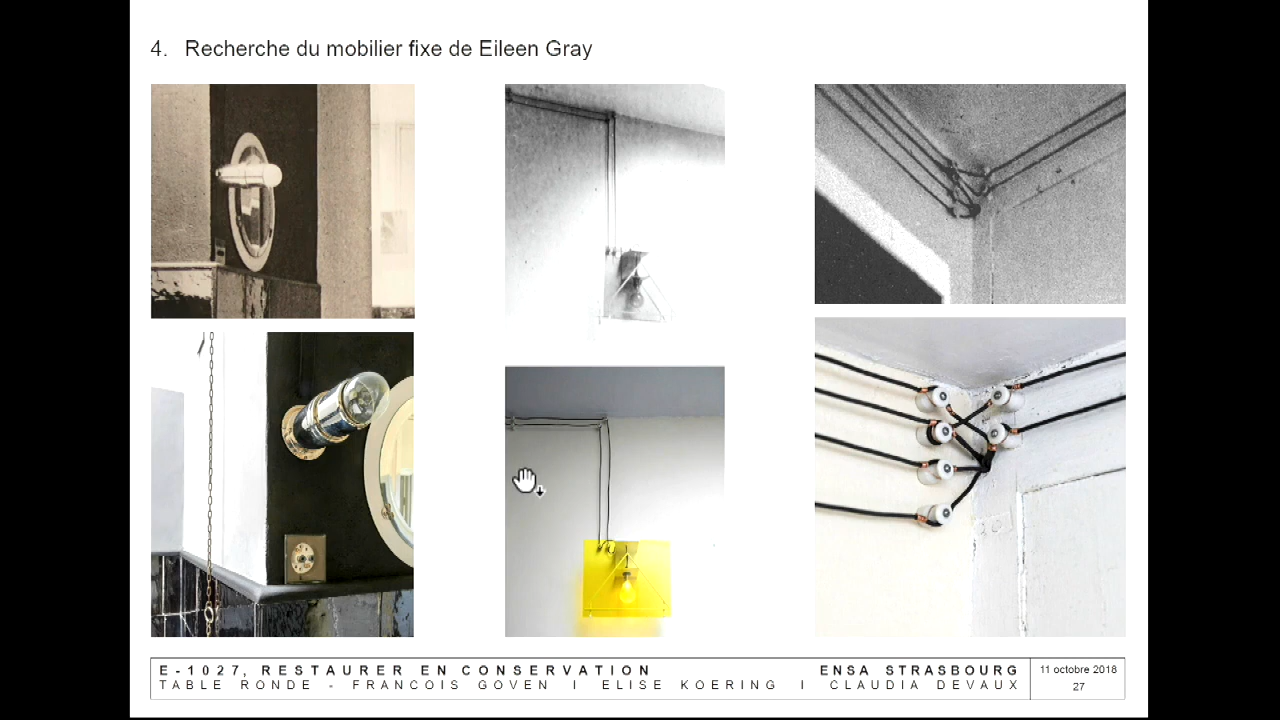 4. Recherche du mobilier fixe de Eileen Gray
E-1027, RESTAURER EN CONSERVATION
TABLE RONDE - FRANCOIS GOVEN I ELISE KOERING I CLAUDIA DEVAUX
ENSA STRASBOURG
11 octobre 2018
27